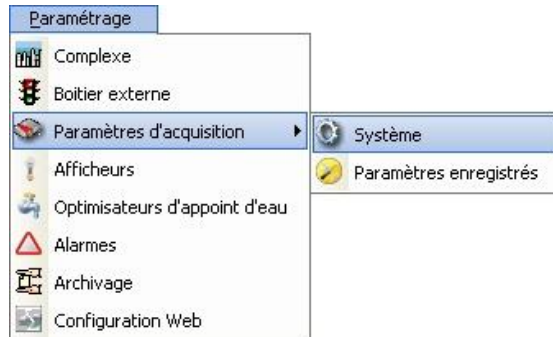 Paramétrage
Complexe
Boitier externe
Paramètres d'acquisition
Système
Paramètres enregistrés
Afficheurs
Optimisateurs d'appoint d'eau
Alarmes
Archivage
Configuration Web